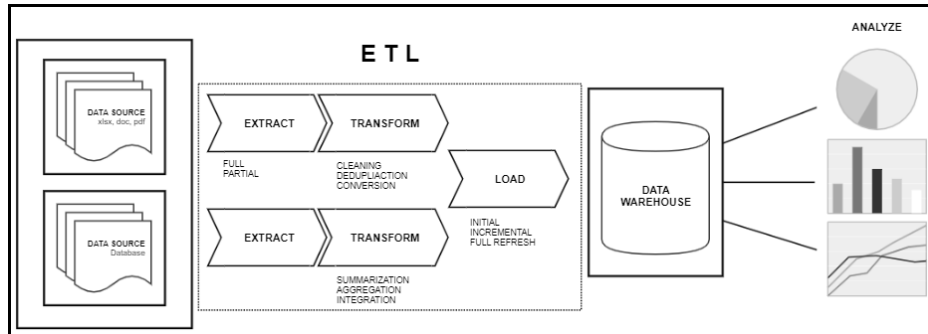 E T L
ANALYZE
DATA SOURCE
xlsx, doc, pdf
EXTRACT
TRANSFORM
FULL
PARTIAL
CLEANING
DEDUPLIACTION
CONVERSION
LOAD
INITIAL
INCREMENTAL
FULL REFRESH
DATA
WAREHOUSE
DATA SOURCE
Database
EXTRACT
TRANSFORM
SUMMARIZATION
AGGREGATION
INTEGRATION